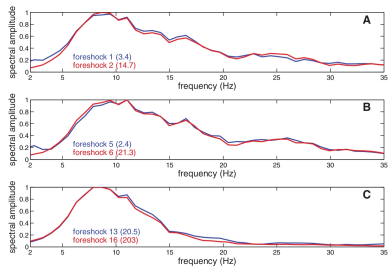 A
1
0.8
0.6
0.4
0.2
0
spectral amplitude
foreshock 1 (3.4)
foreshock 2 (14.7)
2 5 10 15 20 25 30 35
frequency (Hz)
B
1
0.8
0.6
0.4
0.2
0
spectral amplitude
foreshock 5 (2.4)
foreshock 6 (21.3)
2 5 10 15 20 25 30 35
frequency (Hz)
C
1
0.8
0.6
0.4
0.2
0
spectral amplitude
foreshock 13 (20.5)
foreshock 16 (203)
2 5 10 15 20 25 30 35
frequency (Hz)